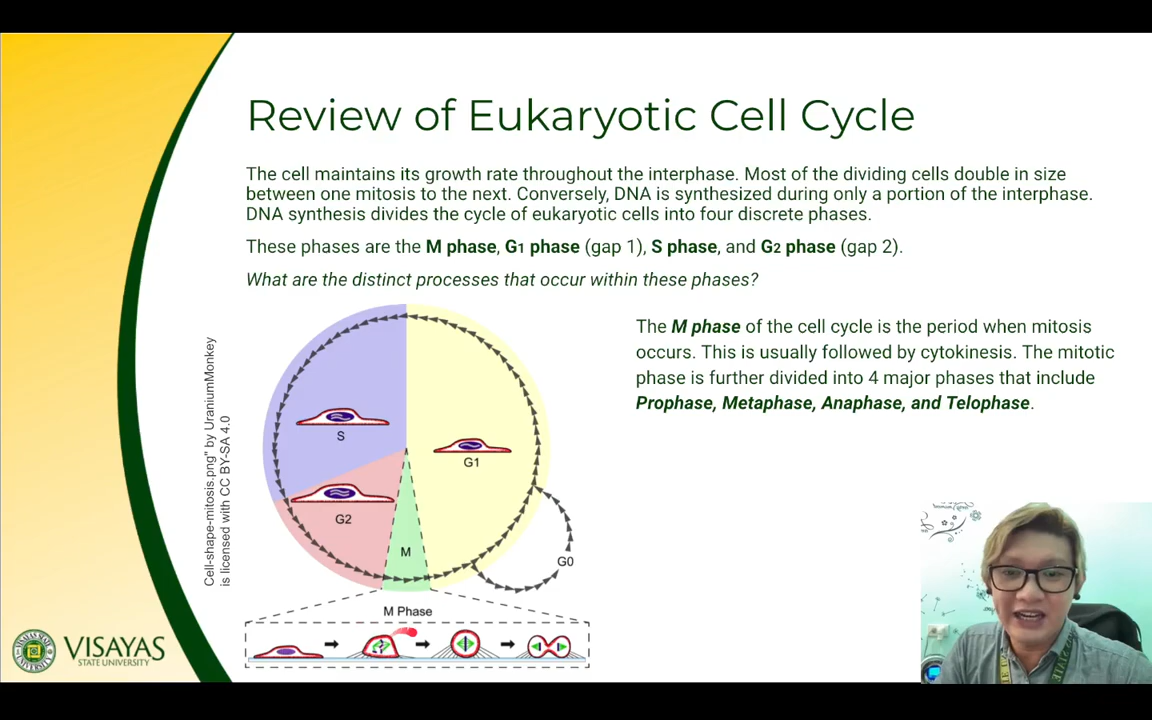 Review of Eukaryotic Cell Cycle
The cell maintains its growth rate throughout the interphase. Most of the dividing cells double in size
between one mitosis to the next. Conversely, DNA is synthesized during only a portion of the interphase.
DNA synthesis divides the cycle of eukaryotic cells into four discrete phases.
These phases are the M phase, G1 phase (gap 1), S phase, and G2 phase (gap 2).
What are the distinct processes that occur within these phases?
The M phase of the cell cycle is the period when mitosis
occurs. This is usually followed by cytokinesis. The mitotic
phase is further divided into 4 major phases that include
Prophase, Metaphase, Anaphase, and Telophase.
Cell-shape-mitosis.png" by UraniumMonkey
is licensed with CC BY-SA 4.0
S
G1
G2
M
G0
M Phase
VISAYAS
STATE UNIVERSITY